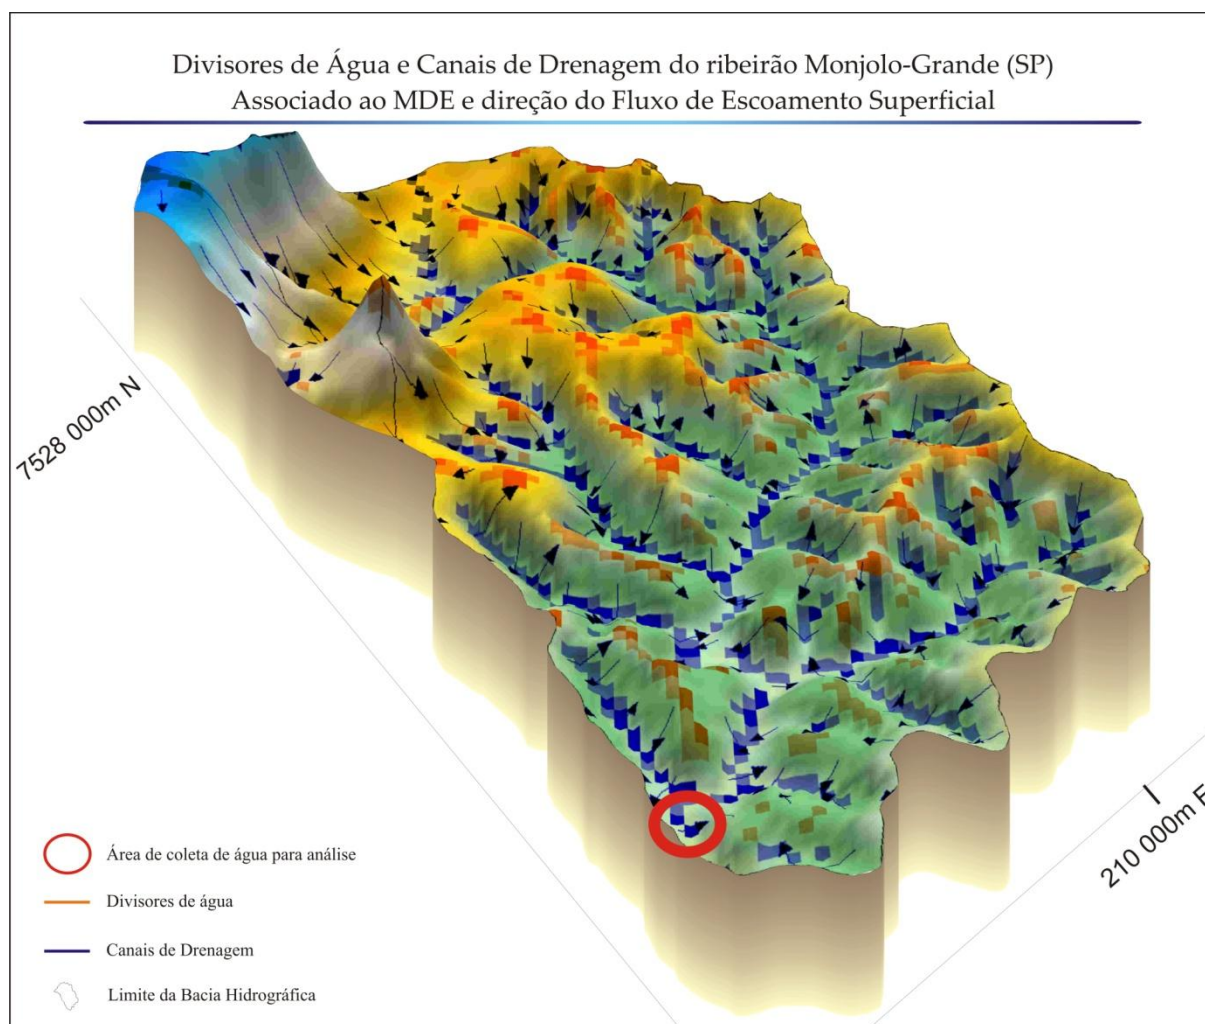 Divisores de Água e Canais de Drenagem do ribeirão Monjolo-Grande (SP)
Associado ao MDE e direção do Fluxo de Escoamento Superficial
7528 000m N
210 000m E
Área de coleta de água para análise
Divisores de água
Canais de Drenagem
Limite da Bacia Hidrográfica